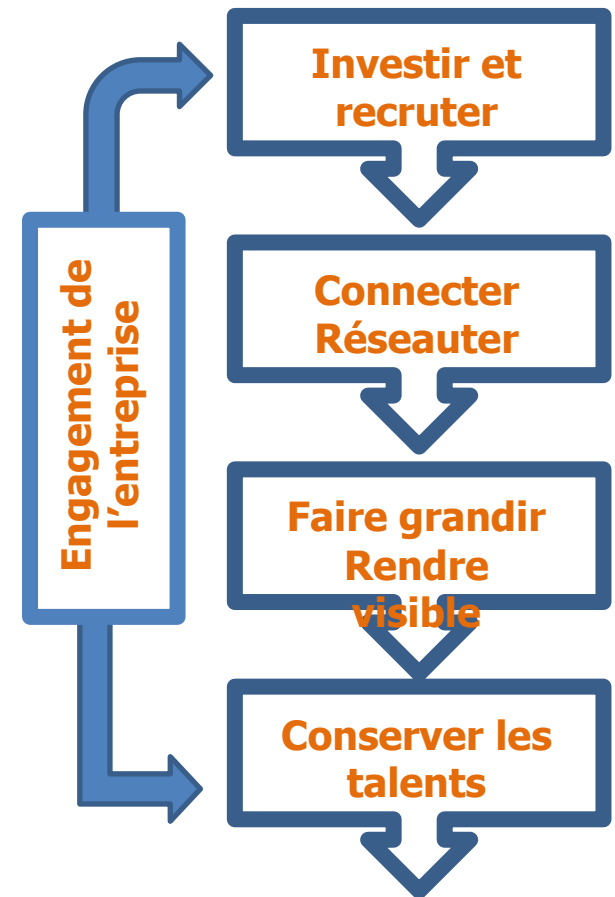 Investir et
recruter
Connecter
Réseauter
Faire grandir
Rendre
visible
Conserver les
talents
Engagement de
l’entreprise